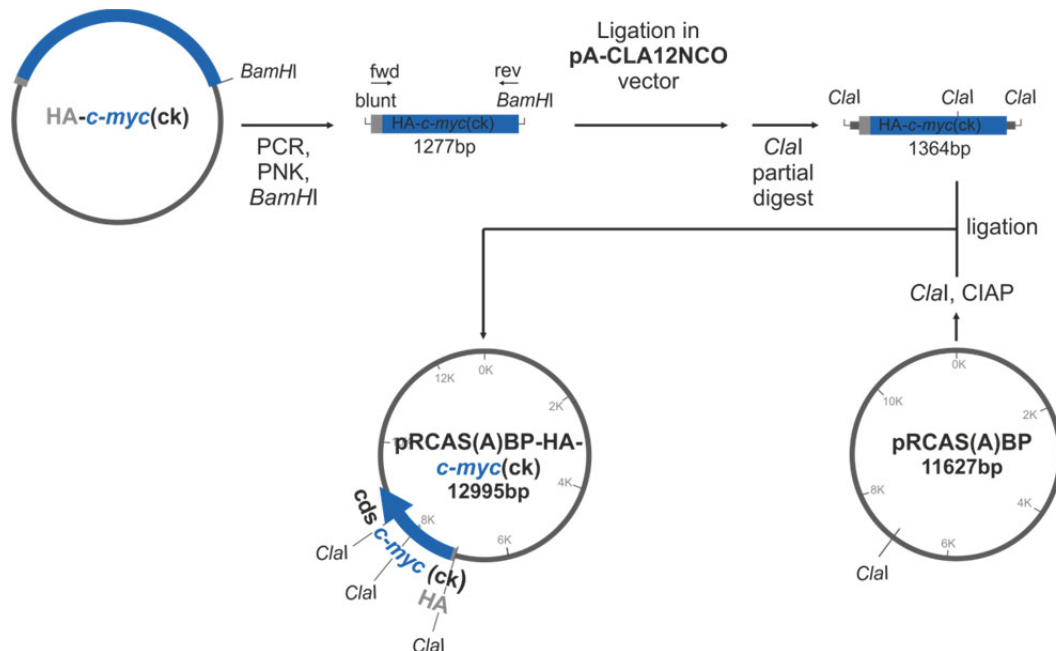 BamHI
HA-c-myc(ck)
PCR,
PNK,
BamHI
fwd
rev
blunt
BamHI
HA-c-myc(ck)
1277bp
Ligation in
pA-CLA12NCO
vector
ClaI
partial
digest
ClaI
ClaI
ClaI
HA-c-myc(ck)
1364bp
ligation
ClaI, CIAP
0K
2K
4K
6K
8K
12K
pRCAS(A)BP-HA-
c-myc(ck)
12995bp
cds c-myc (ck)
HA
ClaI
ClaI
ClaI
0K
2K
4K
6K
8K
10K
pRCAS(A)BP
11627bp
ClaI